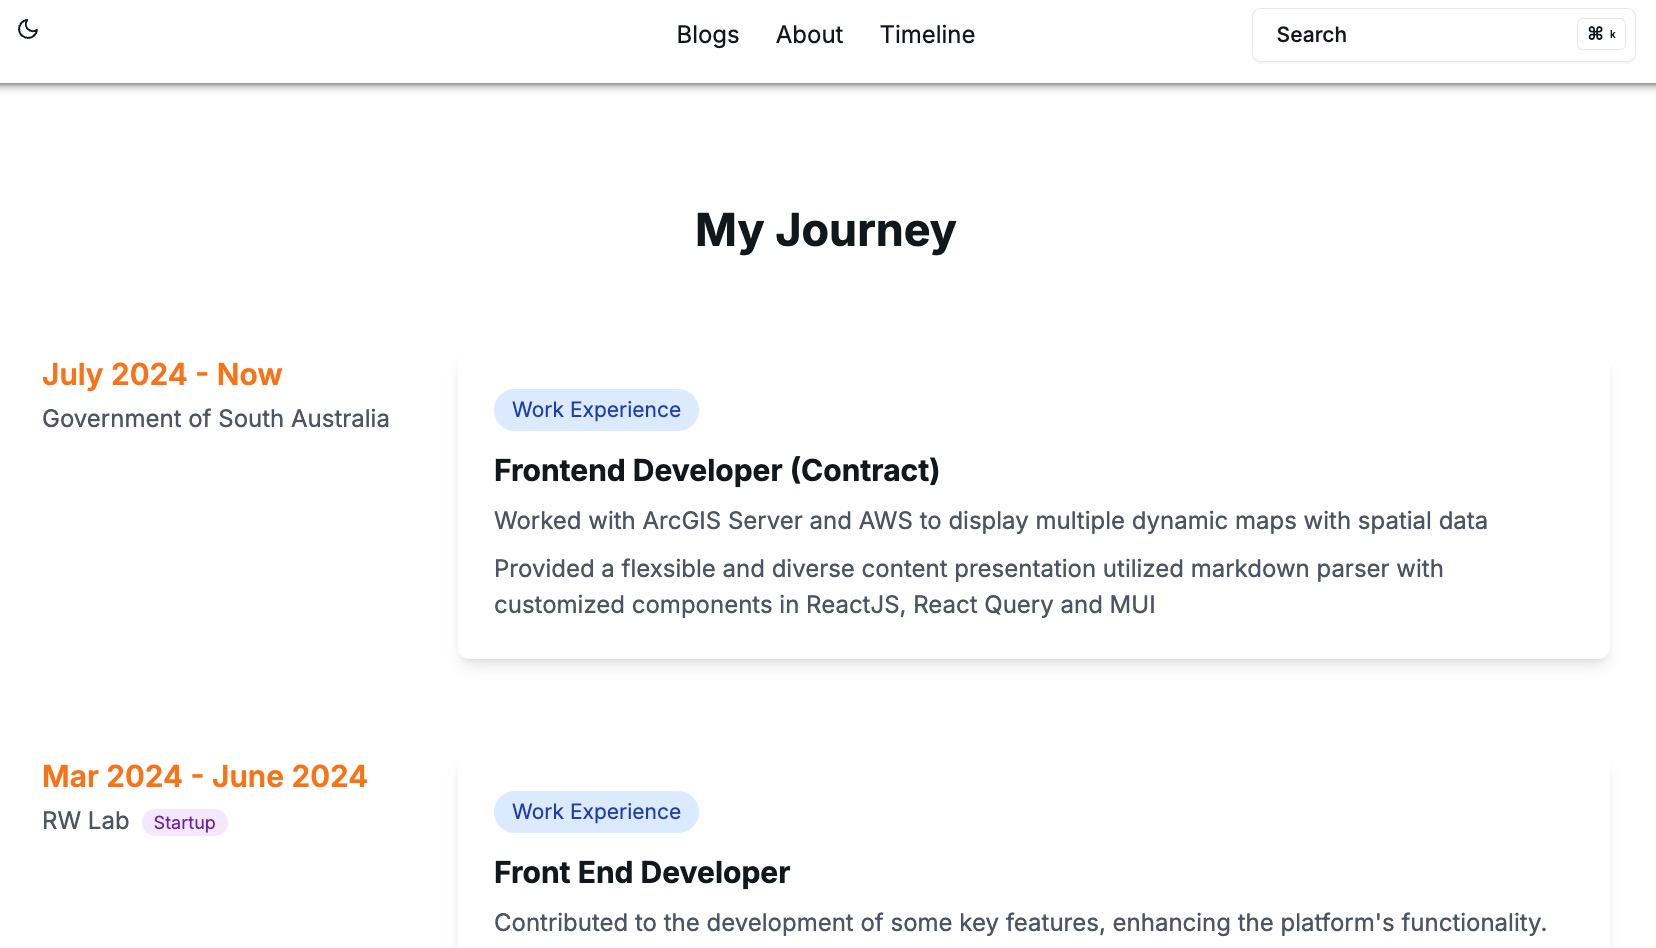 Blogs About Timeline Search ⌘ k
My Journey
July 2024 - Now
Government of South Australia
Work Experience
Frontend Developer (Contract)
Worked with ArcGIS Server and AWS to display multiple dynamic maps with spatial data
Provided a flexsible and diverse content presentation utilized markdown parser with
customized components in ReactJS, React Query and MUI
Mar 2024 - June 2024
RW Lab Startup
Work Experience
Front End Developer
Contributed to the development of some key features, enhancing the platform's functionality.